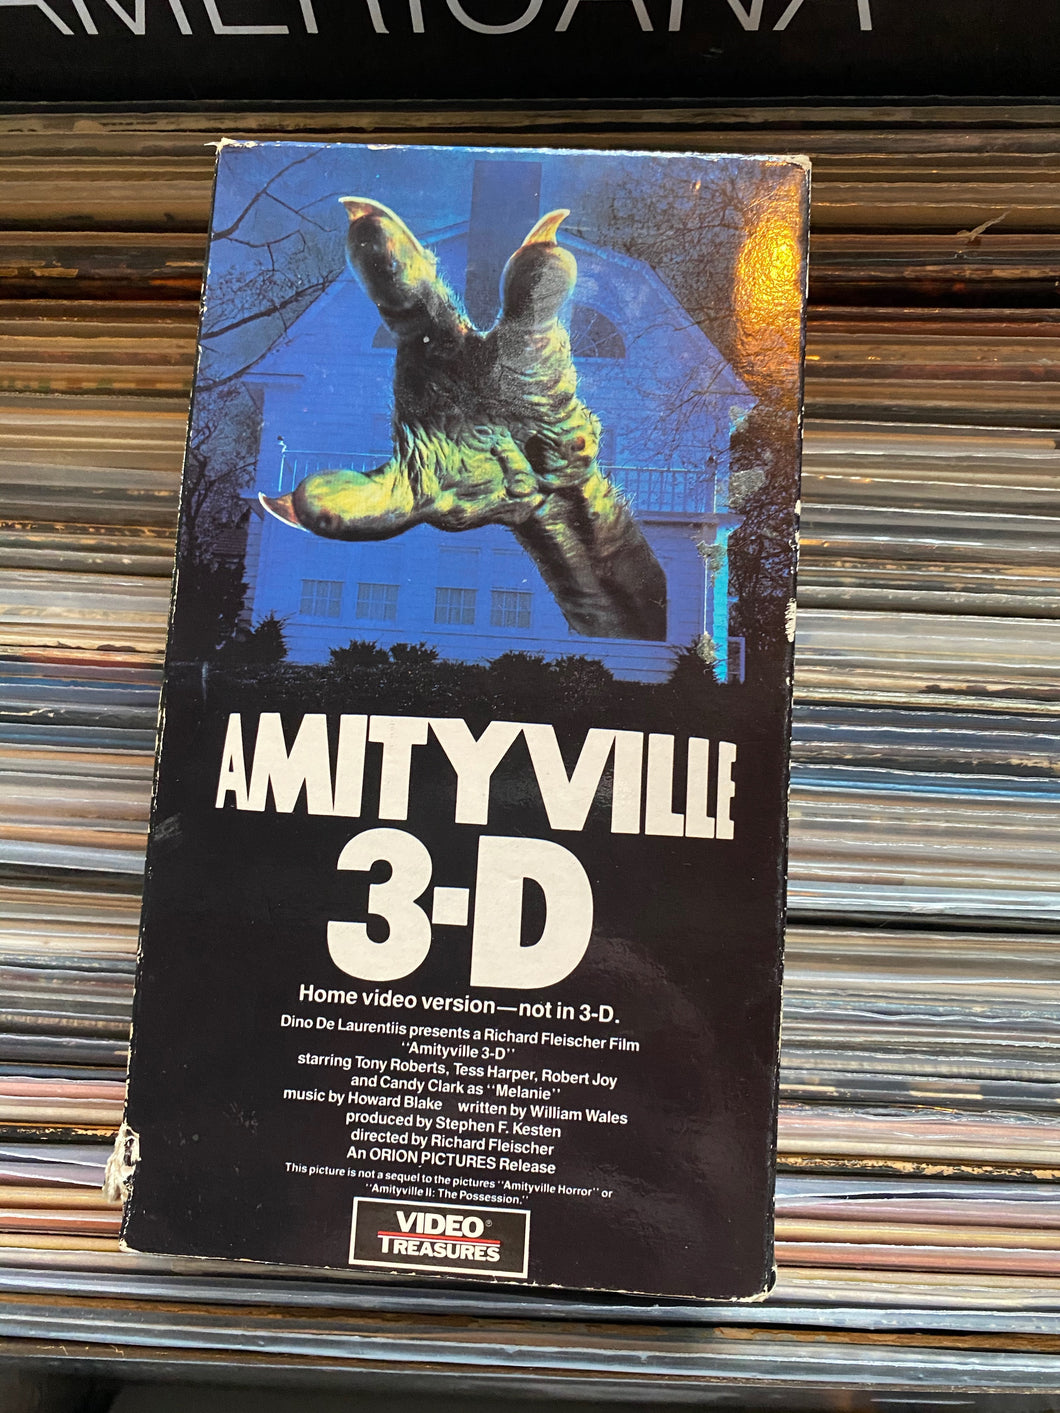 AMERICANA
AMITYVILLE
3-D
Home video version—not in 3-D.
Dino De Laurentiis presents a Richard Fleischer Film
"Amityville 3-D"
starring Tony Roberts, Tess Harper, Robert Joy
and Candy Clark as "Melanie"
music by Howard Blake written by William Wales
produced by Stephen F. Kesten
directed by Richard Fleischer
An ORION PICTURES Release
This picture is not a sequel to the pictures "Amityville Horror" or
"Amityville II: The Possession."
VIDEO®
TREASURES